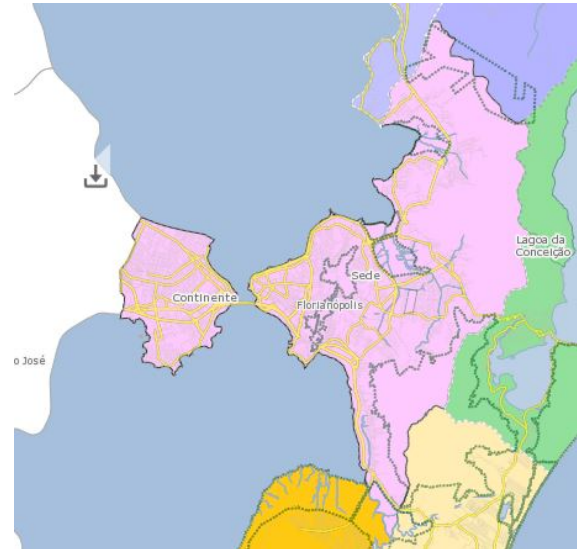 Lagoa da
Conceição
Sede
Continente
Florianópolis
o José